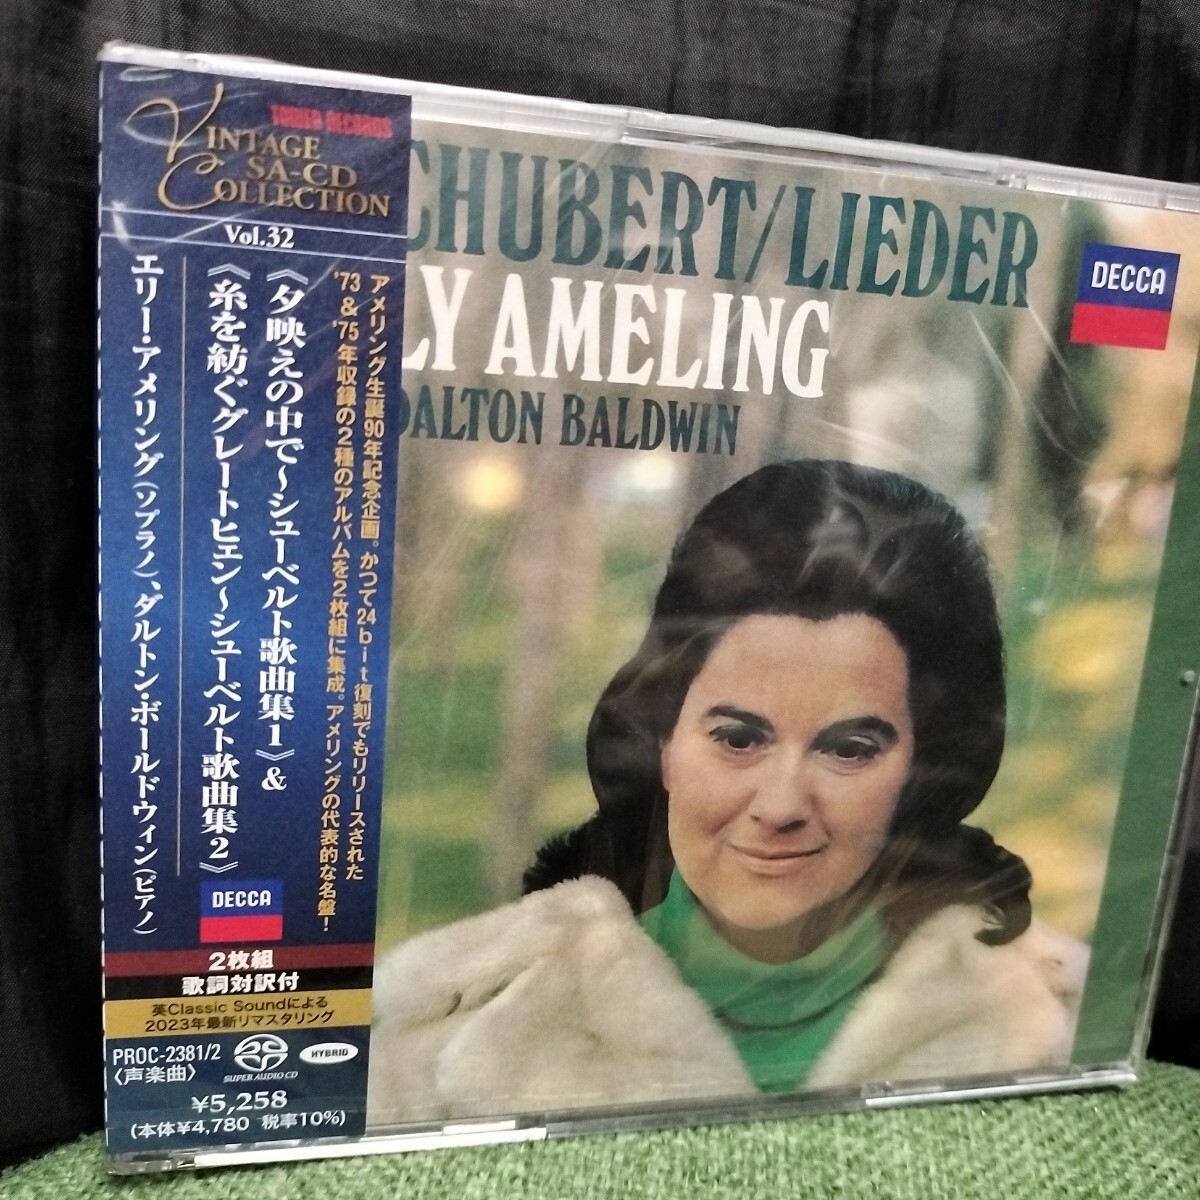 TOWER RECORDS
VINTAGE
SA-CD
COLLECTION
Vol.32
アメリング生誕90年記念企画。かつて24bit復刻でもリリースされた
'73&'75年収録の2種のアルバムを2枚組に集成。アメリングの代表的な名盤!
《夕映えの中で〜シューベルト歌曲集1》&
《糸を紡ぐグレートヒェン〜シューベルト歌曲集2》
エリー・アメリング(ソプラノ)、ダルトン・ボールドウィン(ピアノ)
DECCA
2枚組
歌詞対訳付
英Classic Soundによる
2023年最新リマスタリング
PROC-2381/2
〈声楽曲〉
SUPER AUDIO CD
HYBRID
¥5,258
(本体¥4,780 税率10%)
CHUBERT/LIEDER
LY AMELING
DALTON BALDWIN
DECCA